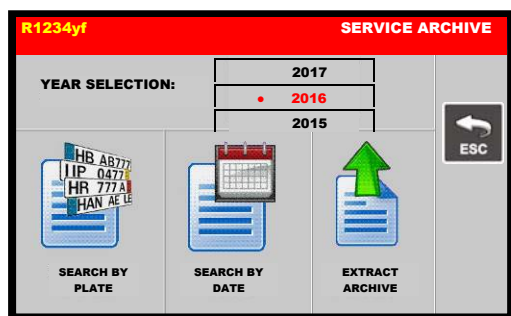 R1234yf SERVICE ARCHIVE
YEAR SELECTION:
2017
• 2016
2015
ESC
HB AB777
IIP 0477
HR 777 A
HAN AE LE
SEARCH BY
PLATE
SEARCH BY
DATE
EXTRACT
ARCHIVE